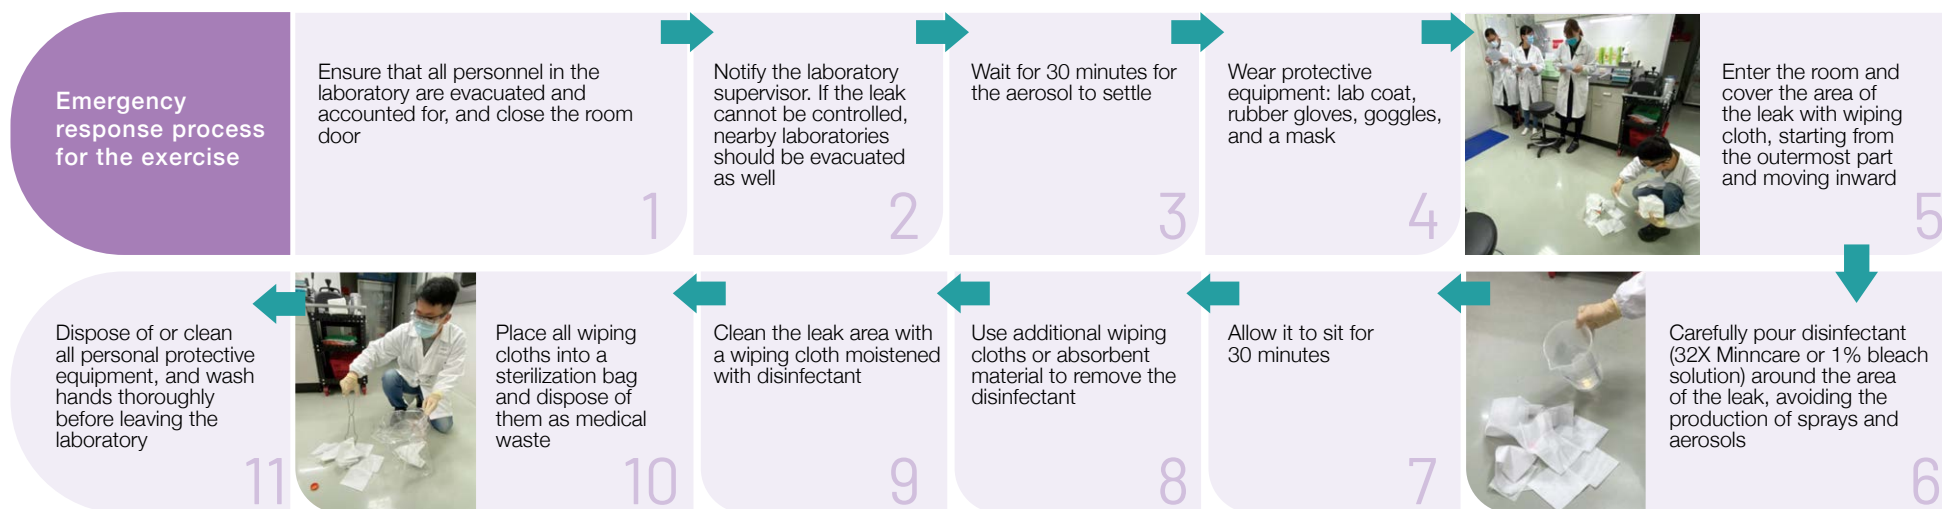 Emergency
response process
for the exercise
Ensure that all personnel in the
laboratory are evacuated and
accounted for, and close the room
door
1
Notify the laboratory
supervisor. If the leak
cannot be controlled,
nearby laboratories
should be evacuated
as well
2
Wait for 30 minutes for
the aerosol to settle
3
Wear protective
equipment: lab coat,
rubber gloves, goggles,
and a mask
4
Enter the room and
cover the area of
the leak with wiping
cloth, starting from
the outermost part
and moving inward
5
Carefully pour disinfectant
(32X Minncare or 1% bleach
solution) around the area
of the leak, avoiding the
production of sprays and
aerosols
6
Allow it to sit for
30 minutes
7
Use additional wiping
cloths or absorbent
material to remove the
disinfectant
8
Clean the leak area with
a wiping cloth moistened
with disinfectant
9
Place all wiping
cloths into a
sterilization bag
and dispose of
them as medical
waste
10
Dispose of or clean
all personal protective
equipment, and wash
hands thoroughly
before leaving the
laboratory
11